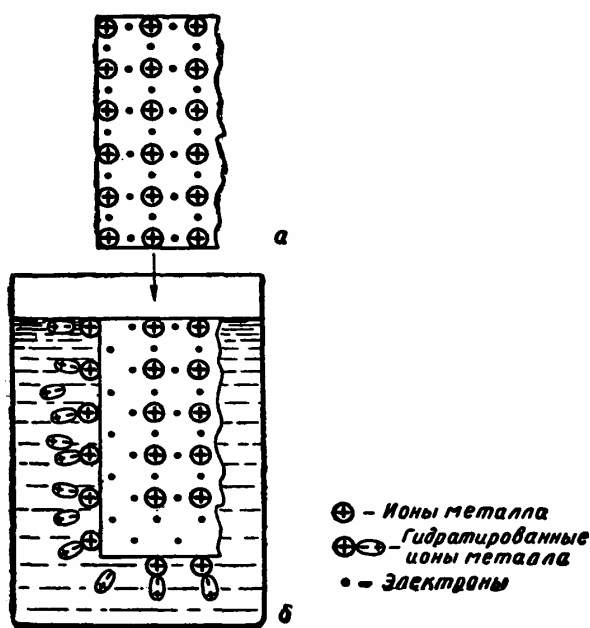 а
б
- Ионы металла
- Гидратированные
ионы металла
- Электроны